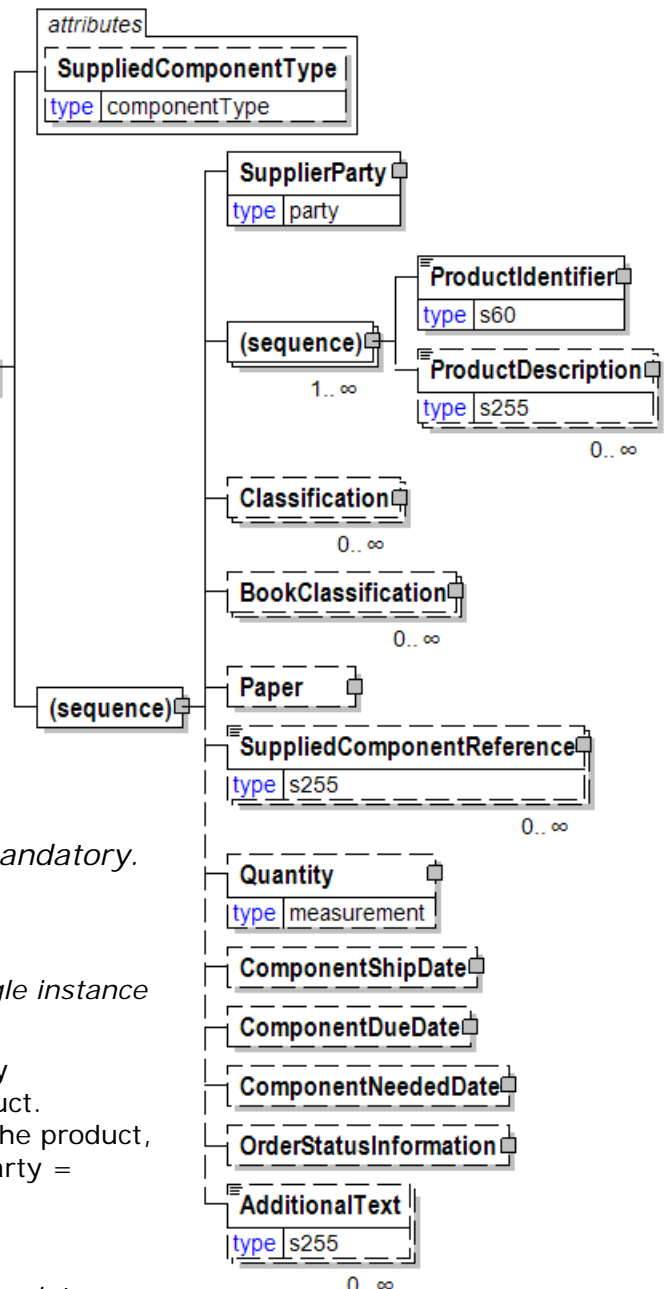 attributes
SuppliedComponentType
type componentType
SupplierParty
type party
(sequence)
1.. ∞
ProductIdentifier
type s60
ProductDescription
type s255
0.. ∞
Classification
0.. ∞
BookClassification
0.. ∞
Paper
(sequence)
SuppliedComponentReference
type s255
0.. ∞
andatory.
Quantity
type measurement
gle instance
ComponentShipDate
ComponentDueDate
y
uct.
ComponentNeededDate
he product,
arty =
OrderStatusInformation
AdditionalText
type s255
0.. ∞